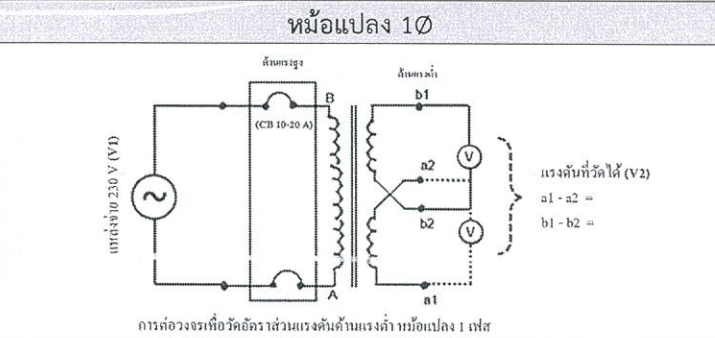 หม้อแปลง 1Ø
ด้านแรงสูง
ด้านแรงต่ำ
B
b1
(CB 10-20 A)
V
a2
แรงดันที่วัดได้ (V2)
แหล่งจ่าย 230 V (V1)
a1 - a2 =
b2
b1 - b2 =
V
A
a1
การต่อวงจรเพื่อวัดอัตราส่วนแรงดันด้านแรงต่ำ หม้อแปลง 1 เฟส